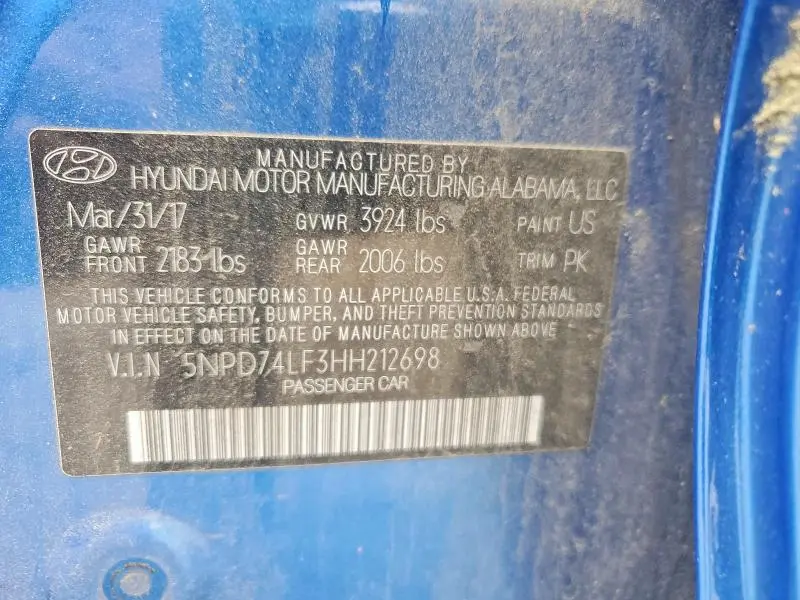 MANUFACTURED BY
HYUNDAI MOTOR MANUFACTURING ALABAMA, LLC
Mar/31/17 GVWR 3924 lbs PAINT US
GAWR FRONT 2183 lbs GAWR REAR 2006 lbs TRIM PK
THIS VEHICLE CONFORMS TO ALL APPLICABLE U.S.A. FEDERAL
MOTOR VEHICLE SAFETY, BUMPER, AND THEFT PREVENTION STANDARDS
IN EFFECT ON THE DATE OF MANUFACTURE SHOWN ABOVE.
V.I.N 5NPD74LF3HH212698
PASSENGER CAR